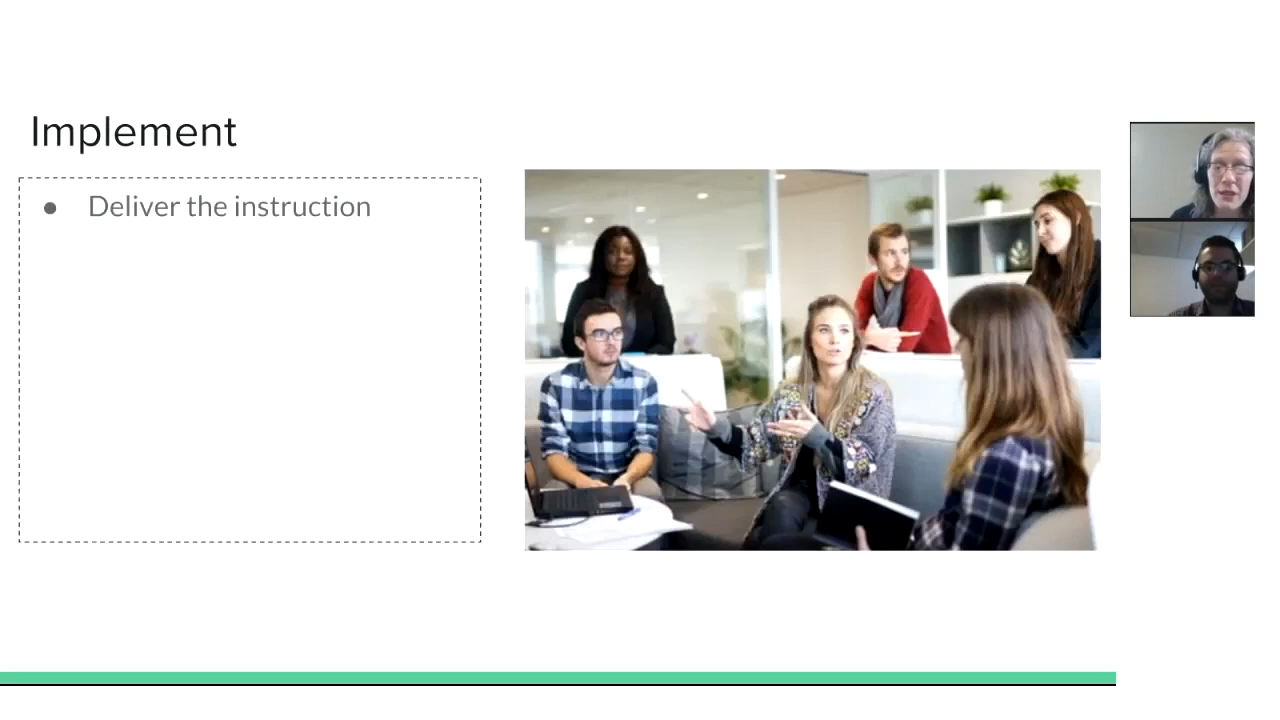 Implement
● Deliver the instruction